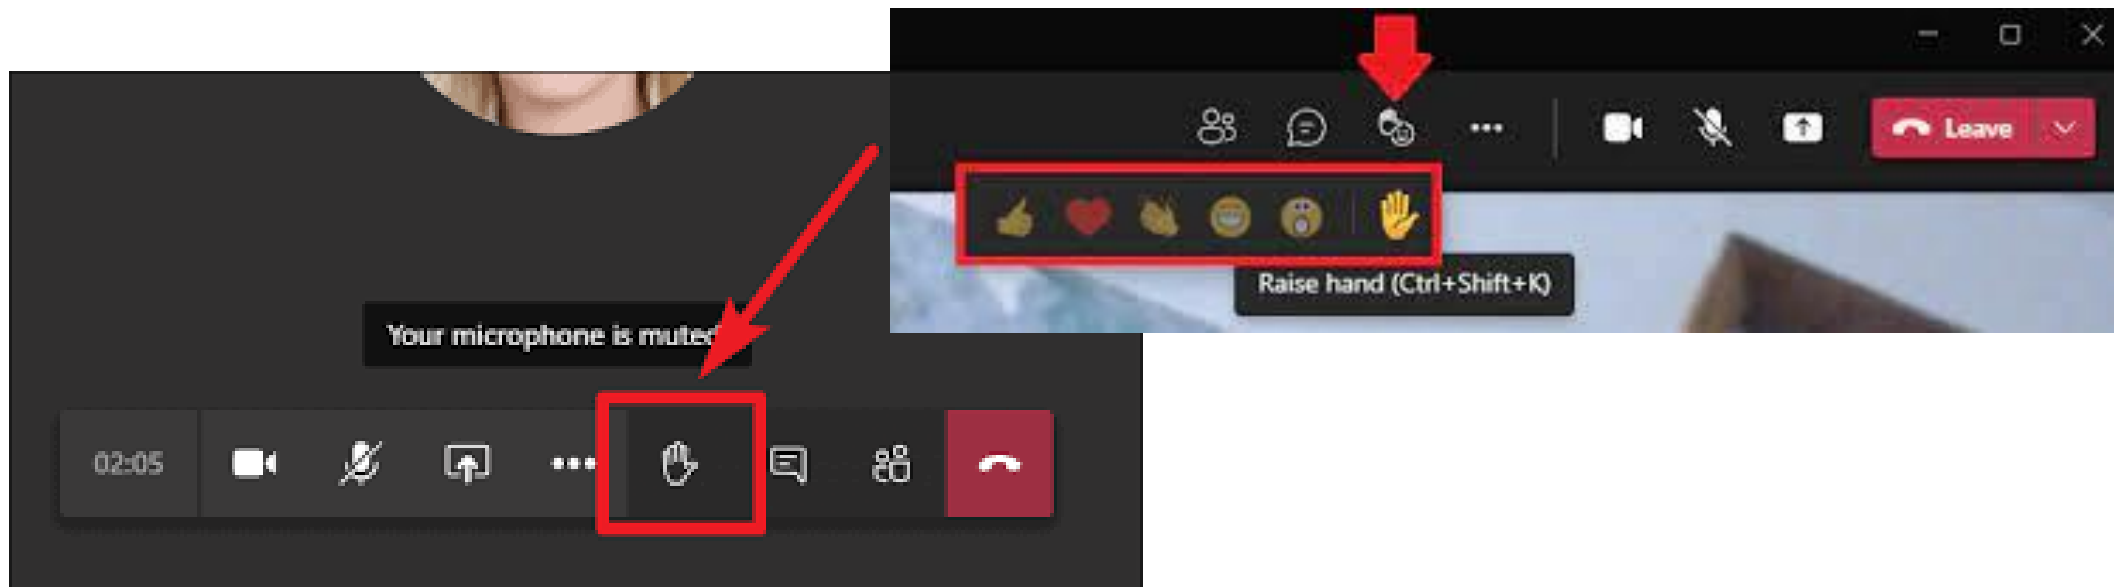 Leave
Raise hand (Ctrl+Shift+K)
Your microphone is muted
02:05